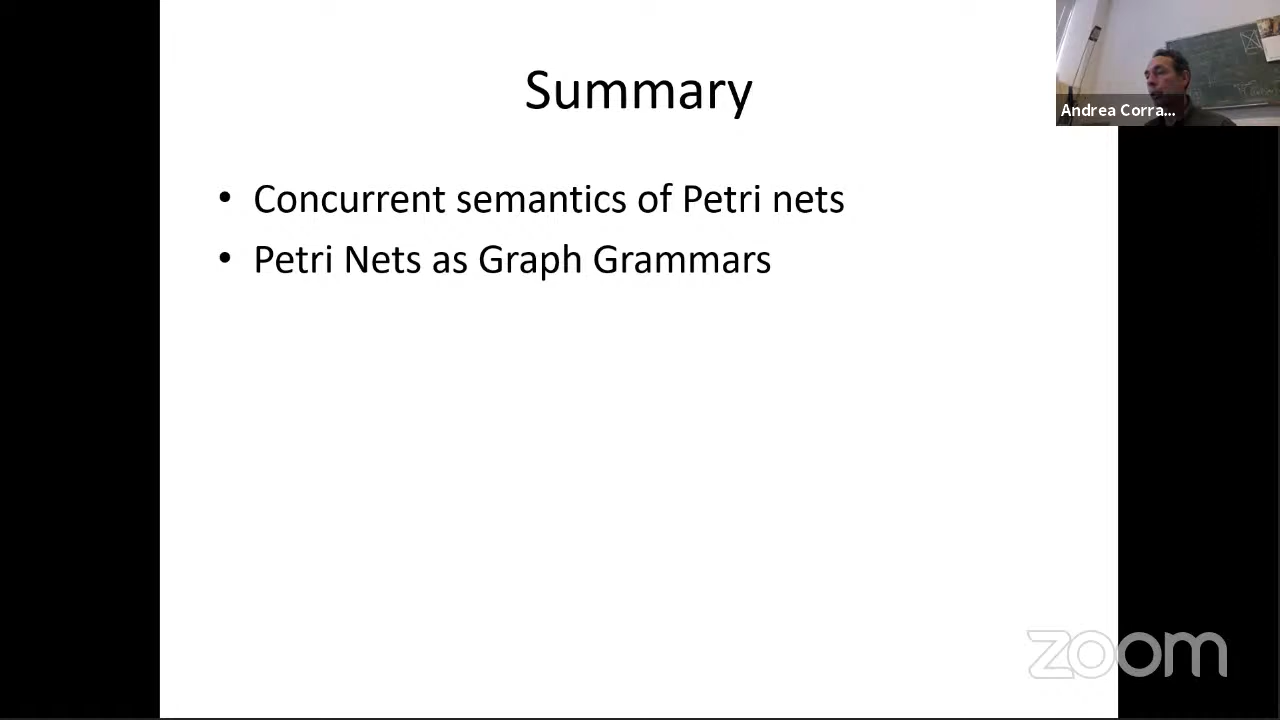 Summary
Andrea Corra...
• Concurrent semantics of Petri nets
• Petri Nets as Graph Grammars
zoom